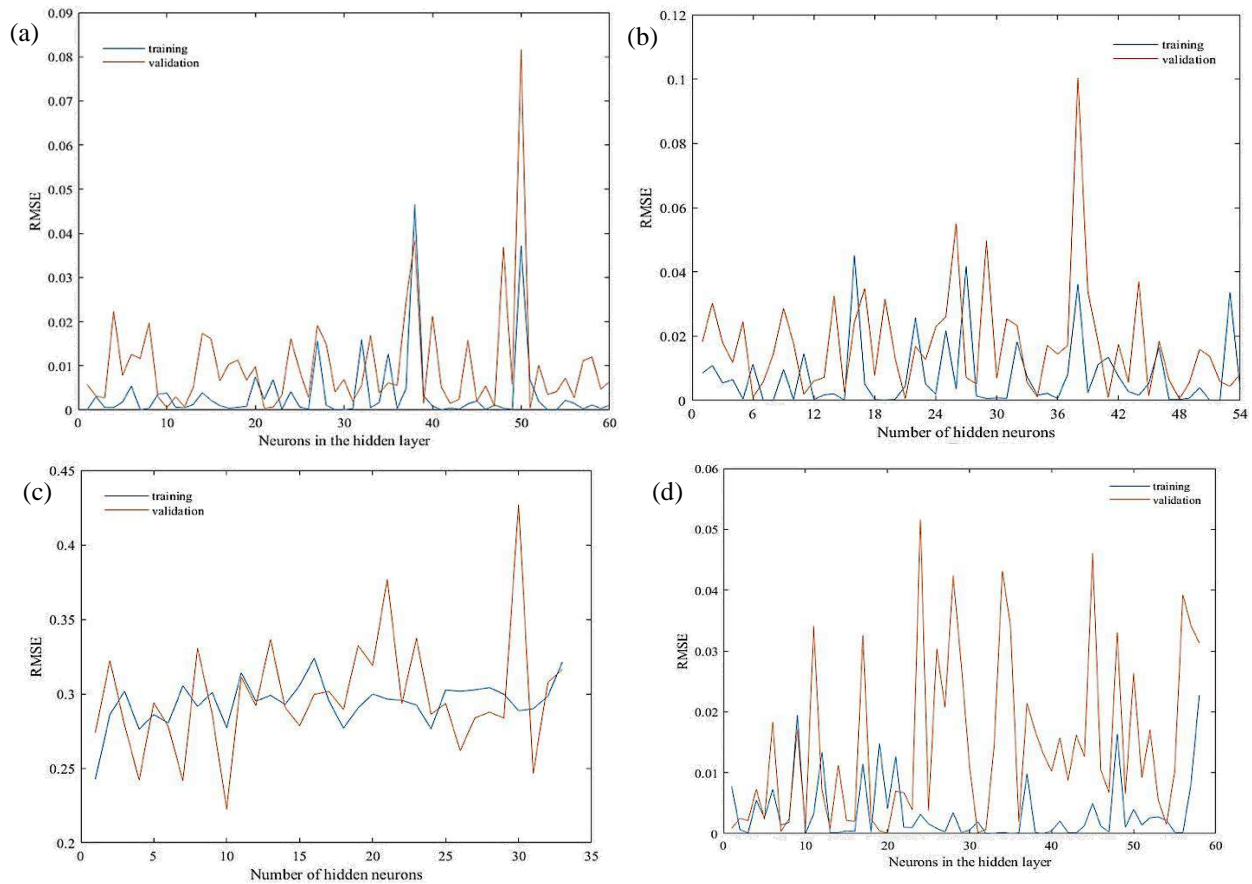 (a)
training
validation
0.09
0.08
0.07
0.06
0.05
0.04
0.03
0.02
0.01
0
RMSE
0 10 20 30 40 50 60
Neurons in the hidden layer
(b)
training
validation
0.12
0.1
0.08
0.06
0.04
0.02
0
RMSE
0 6 12 18 24 30 36 42 48 54
Number of hidden neurons
(c)
training
validation
0.45
0.4
0.35
0.3
0.25
0.2
RMSE
0 5 10 15 20 25 30 35
Number of hidden neurons
(d)
training
validation
0.06
0.05
0.04
0.03
0.02
0.01
0
RMSE
0 10 20 30 40 50 60
Neurons in the hidden layer